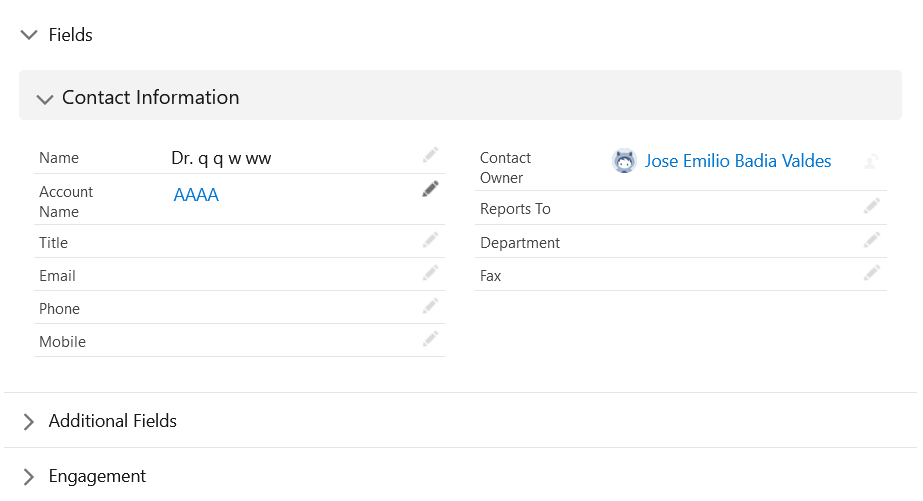 Fields
Contact Information
Name
Dr. q q w ww
Account
Name
AAAA
Title
Email
Phone
Mobile
Contact
Owner
Jose Emilio Badia Valdes
Reports To
Department
Fax
Additional Fields
Engagement